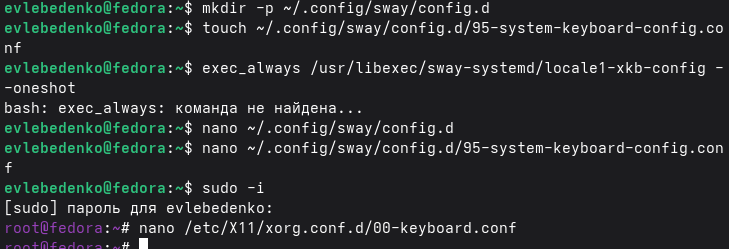 evlebedenko@fedora:~$ mkdir -p ~/.config/sway/config.d
evlebedenko@fedora:~$ touch ~/.config/sway/config.d/95-system-keyboard-config.co
nf
evlebedenko@fedora:~$ exec_always /usr/libexec/sway-systemd/locale1-xkb-config -
-oneshot
bash: exec_always: команда не найдена...
evlebedenko@fedora:~$ nano ~/.config/sway/config.d
evlebedenko@fedora:~$ nano ~/.config/sway/config.d/95-system-keyboard-config.con
f
evlebedenko@fedora:~$ sudo -i
[sudo] пароль для evlebedenko:
root@fedora:~# nano /etc/X11/xorg.conf.d/00-keyboard.conf
root@fedora:~#